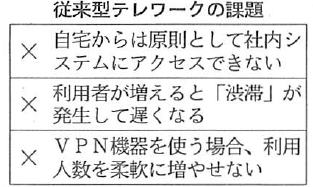 従来型テレワークの課題
× 自宅からは原則として社内シ
ステムにアクセスできない
× 利用者が増えると「渋滞」が
発生して遅くなる
× VPN機器を使う場合、利用
人数を柔軟に増やせない